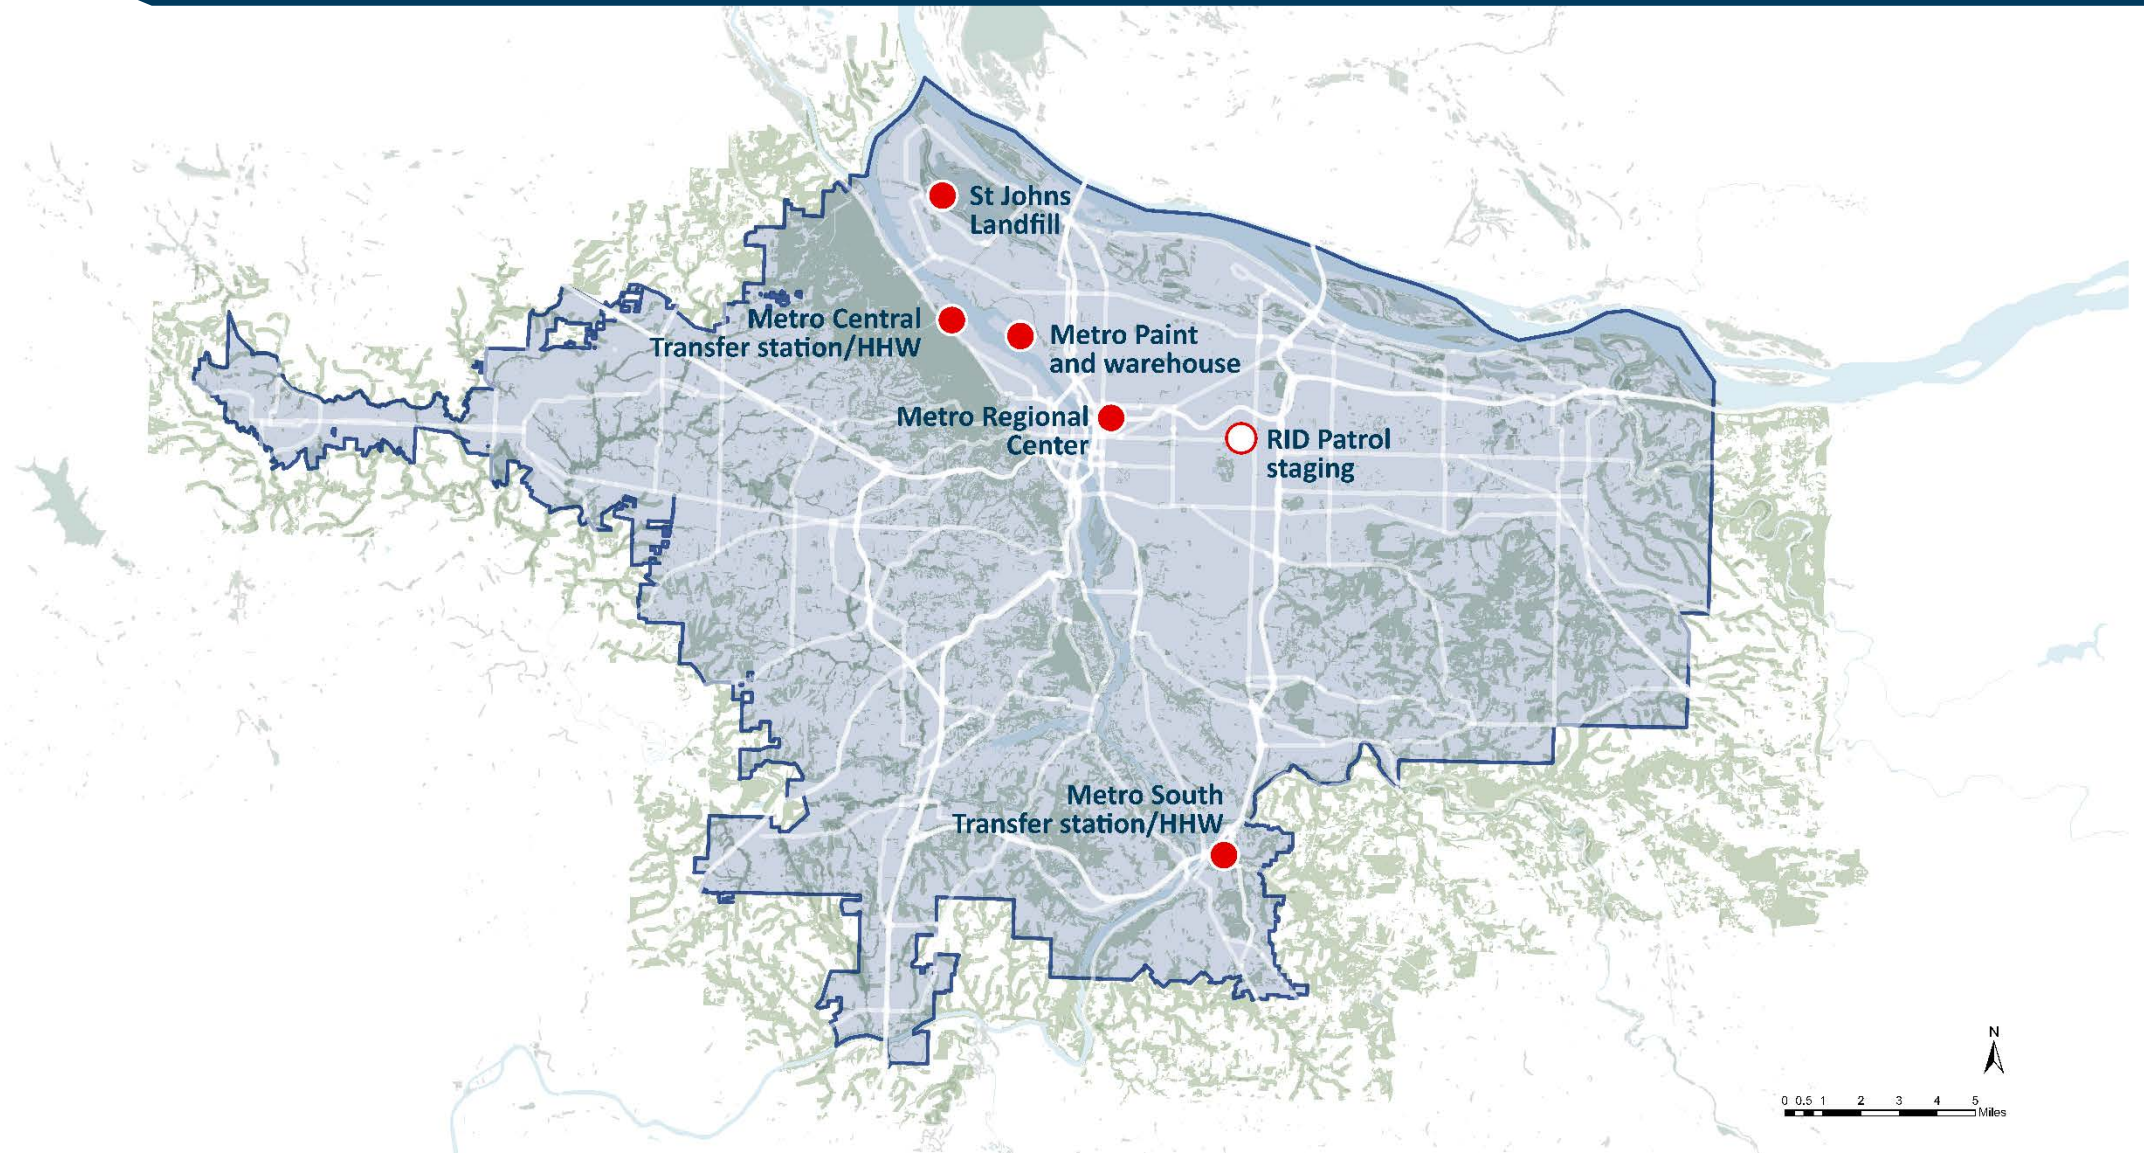 St Johns
Landfill
Metro Central
Transfer station/HHW
Metro Paint
and warehouse
Metro Regional
Center
RID Patrol
staging
Metro South
Transfer station/HHW
N
0 0.5 1 2 3 4 5
Miles